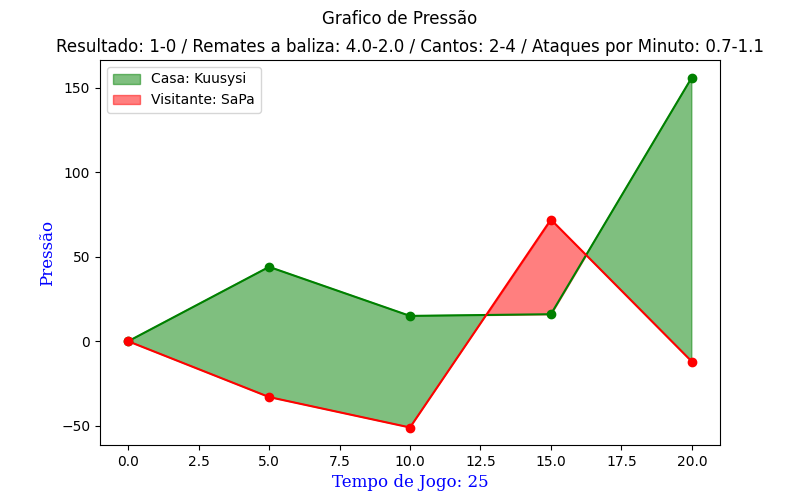 Grafico de Pressão
Resultado: 1-0 / Remates a baliza: 4.0-2.0 / Cantos: 2-4 / Ataques por Minuto: 0.7-1.1
Casa: Kuusysi
Visitante: SaPa
150
100
50
0
−50
Pressão
0.0 2.5 5.0 7.5 10.0 12.5 15.0 17.5 20.0
Tempo de Jogo: 25